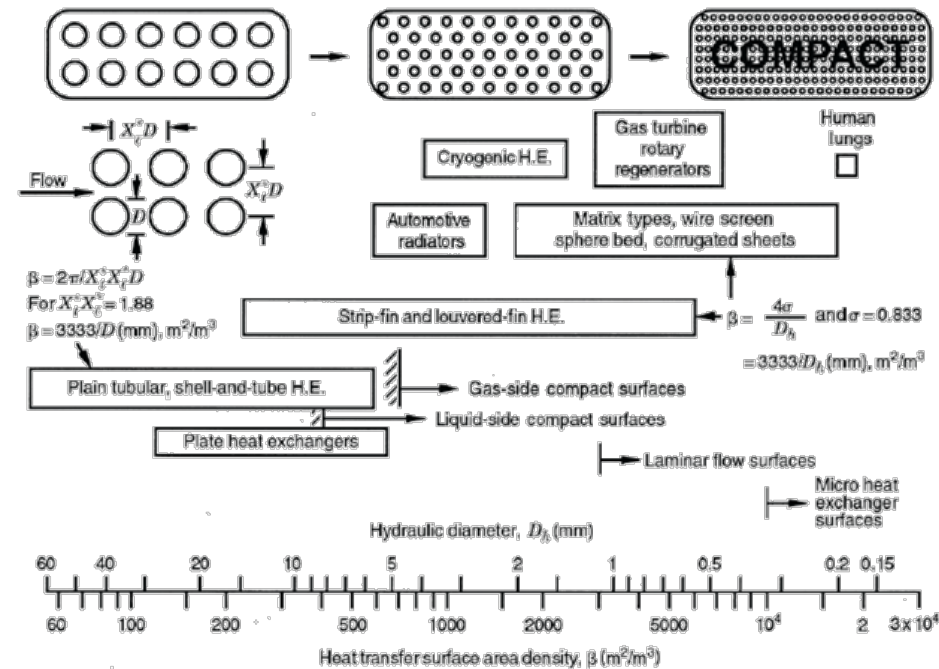 COMPACT
X*ℓD
Flow
D
X*tD
Human
lungs
Gas turbine
rotary
regenerators
Cryogenic H.E.
Automotive
radiators
Matrix types, wire screen
sphere bed, corrugated sheets
β=2π/X*tX*ℓD
For X*tX*ℓ=1.88
β=3333/D(mm), m²/m³
Strip-fin and louvered-fin H.E.
β = 4σ/Dh and σ=0.833
=3333/Dh(mm), m²/m³
Plain tubular, shell-and-tube H.E.
Gas-side compact surfaces
Liquid-side compact surfaces
Plate heat exchangers
Laminar flow surfaces
Micro heat
exchanger
surfaces
Hydraulic diameter, Dh(mm)
60 40 20 10 5 2 1 0.5 0.2 0.15
60 100 200 500 1000 2000 5000 10⁴ 2 3x10⁴
Heat transfer surface area density, β(m²/m³)